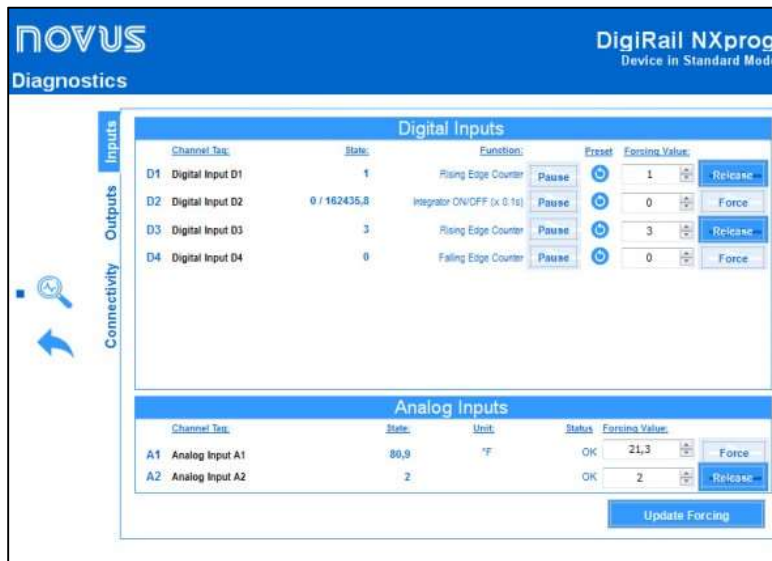 novus
DigiRail NXprog
Device in Standard Mod
Diagnostics
Inputs
Outputs
Connectivity
Digital Inputs
Channel Tag: State: Function: Preset Forcing Value:
D1 Digital Input D1 1 Rising Edge Counter Pause 1 Release
D2 Digital Input D2 0 / 162435,8 Integrator ON/OFF (x 0.1s) Pause 0 Force
D3 Digital Input D3 3 Rising Edge Counter Pause 3 Release
D4 Digital Input D4 0 Falling Edge Counter Pause 0 Force
Analog Inputs
Channel Tag: State: Unit: Status Forcing Value:
A1 Analog Input A1 80,9 °F OK 21,3 Force
A2 Analog Input A2 2 OK 2 Release
Update Forcing